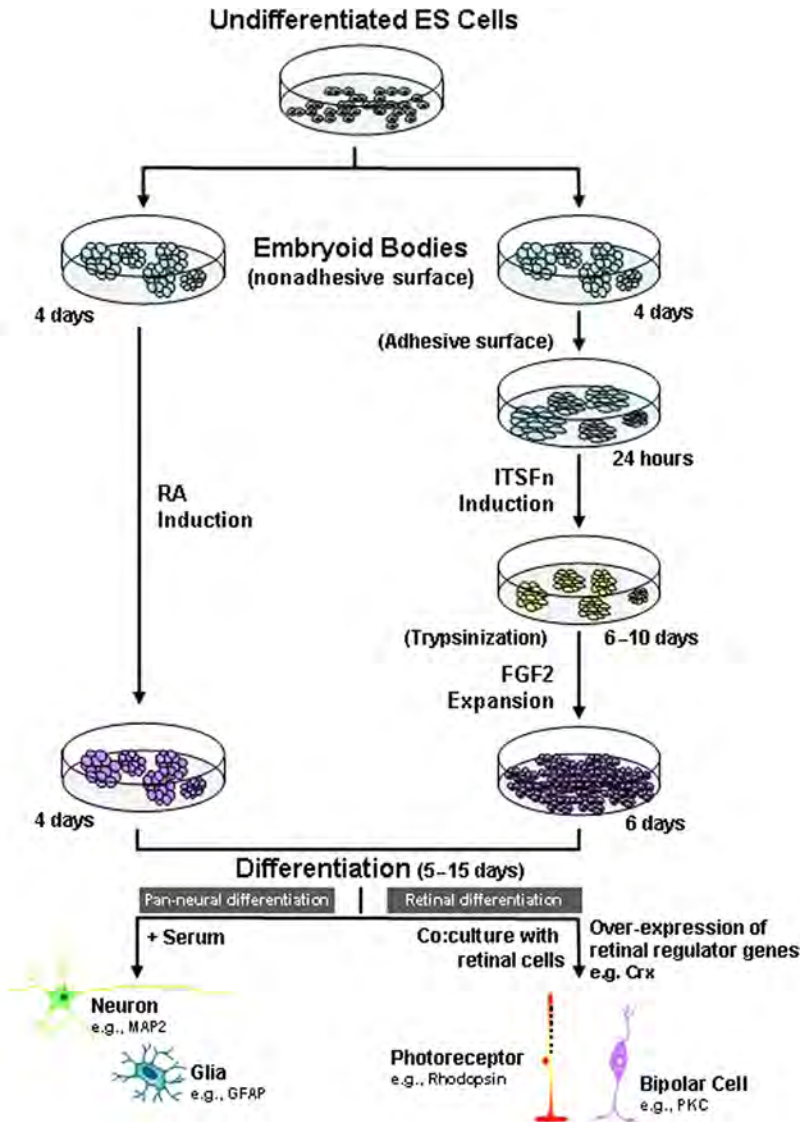 Undifferentiated ES Cells
Embryoid Bodies
(nonadhesive surface)
4 days
4 days
(Adhesive surface)
24 hours
RA
Induction
ITSFn
Induction
(Trypsinization)
6–10 days
FGF2
Expansion
4 days
6 days
Differentiation (5–15 days)
Pan-neural differentiation
Retinal differentiation
+ Serum
Co:culture with
retinal cells
Over-expression of
retinal regulator genes
e.g. Crx
Neuron
e.g., MAP2
Glia
e.g., GFAP
Photoreceptor
e.g., Rhodopsin
Bipolar Cell
e.g., PKC